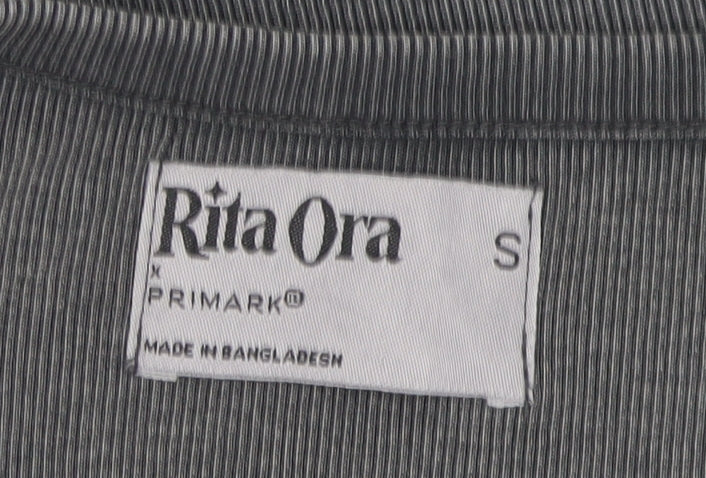 Rita Ora S
x
PRIMARK®
MADE IN BANGLADESH